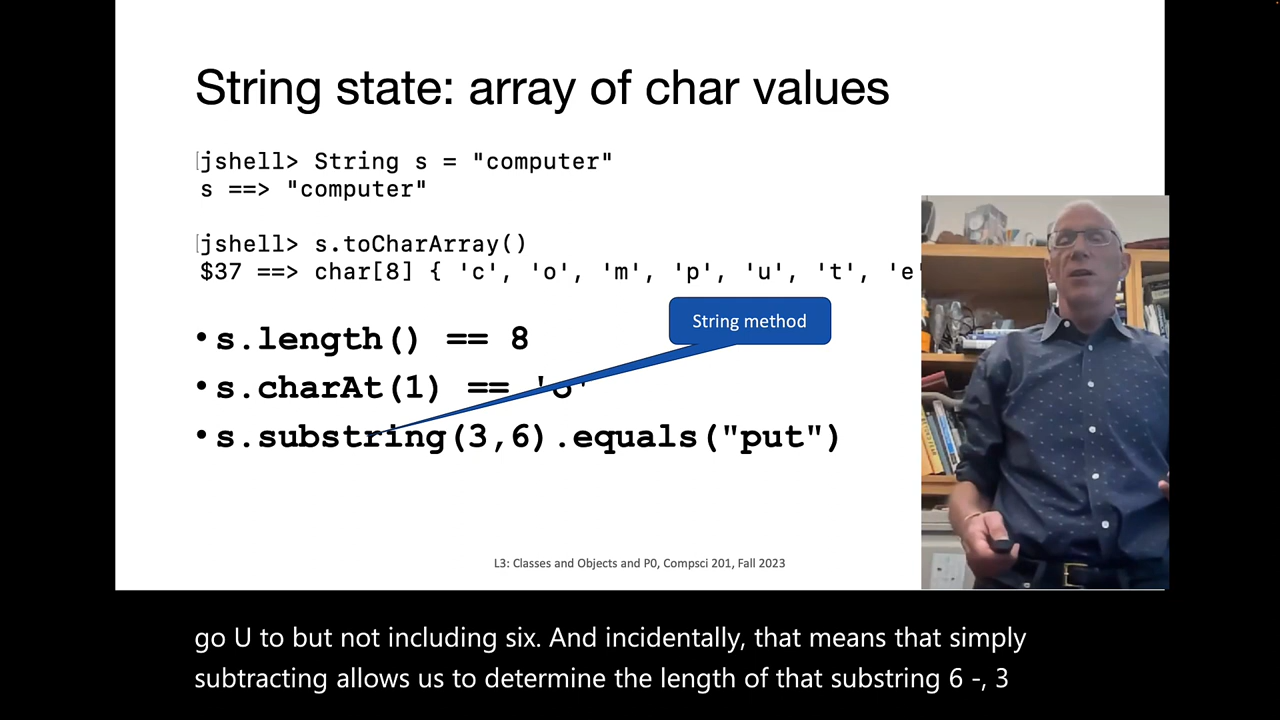 String state: array of char values
jshell> String s = "computer"
s ==> "computer"
jshell> s.toCharArray()
$37 ==> char[8] { 'c', 'o', 'm', 'p', 'u', 't', 'e'
String method
• s.length() == 8
• s.charAt(1) == 'o'
• s.substring(3,6).equals("put")
L3: Classes and Objects and P0, Compsci 201, Fall 2023
go U to but not including six. And incidentally, that means that simply
subtracting allows us to determine the length of that substring 6 -, 3